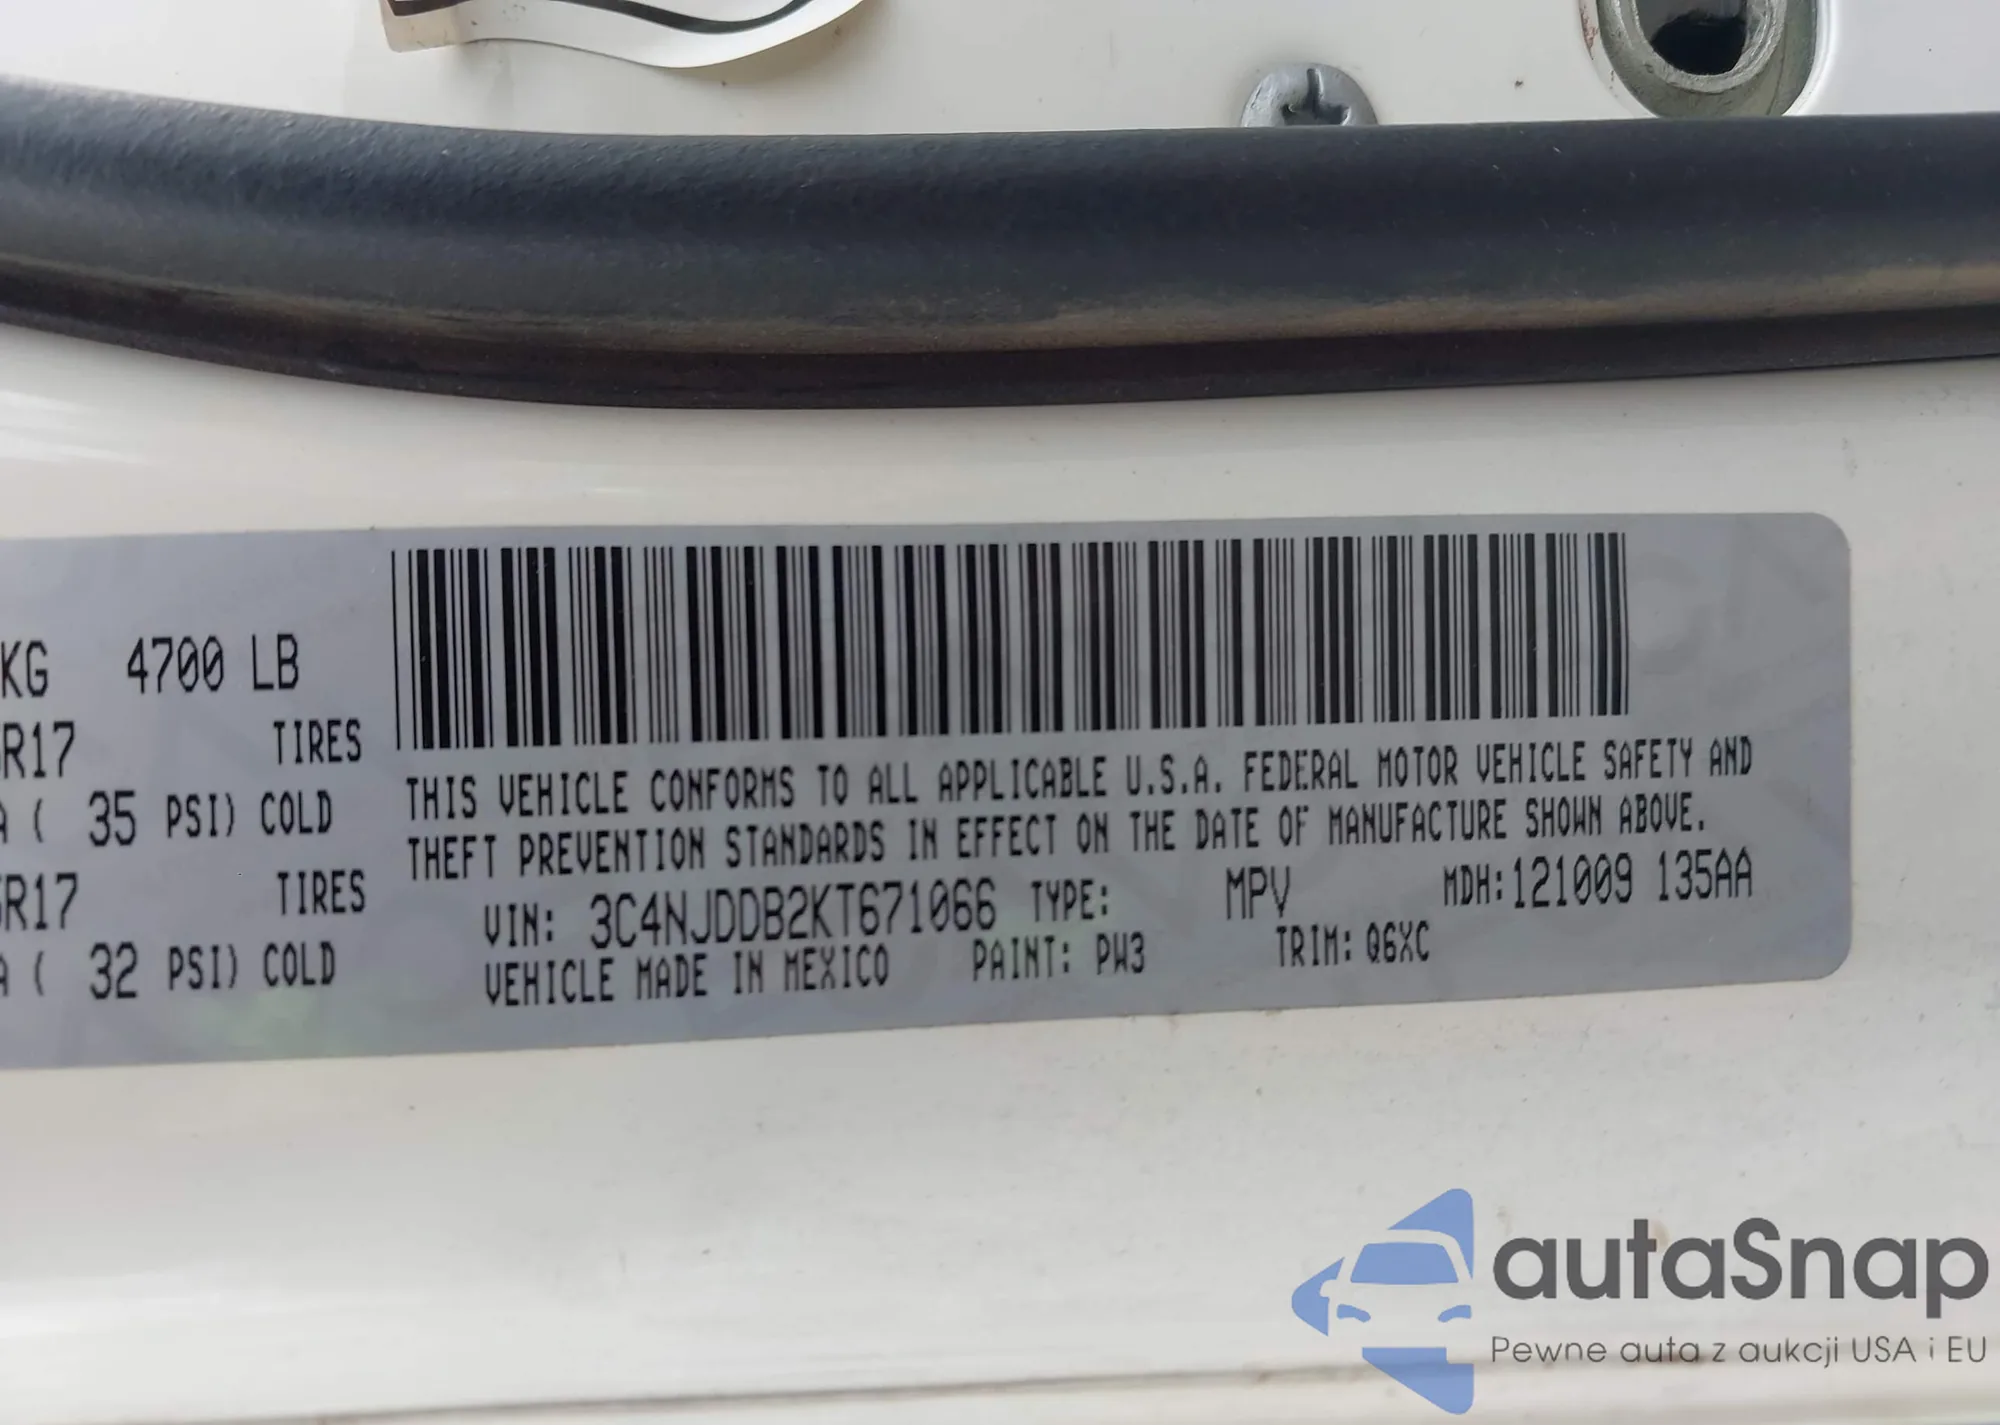 KG 4700 LB
R17 TIRES
A ( 35 PSI) COLD
R17 TIRES
A ( 32 PSI) COLD
THIS VEHICLE CONFORMS TO ALL APPLICABLE U.S.A. FEDERAL MOTOR VEHICLE SAFETY AND
THEFT PREVENTION STANDARDS IN EFFECT ON THE DATE OF MANUFACTURE SHOWN ABOVE.
VIN: 3C4NJDDB2KT671066 TYPE: MPV MDH:121009 135AA
VEHICLE MADE IN MEXICO PAINT: PW3 TRIM: Q6XC
autaSnap
Pewne auta z aukcji USA i EU